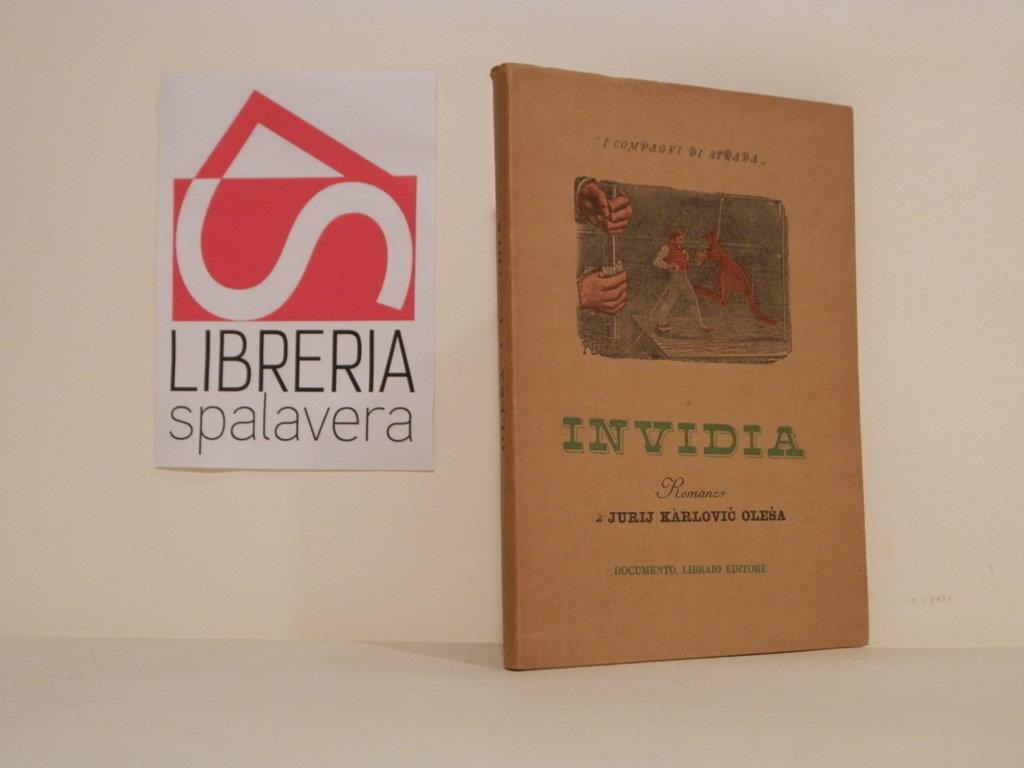 LIBRERIA
spalavera
"I COMPAGNI DI STRADA„
INVIDIA
Romanzo
di JURIJ KÀRLOVIČ OLEŠA
DOCUMENTO, LIBRAIO EDITORE